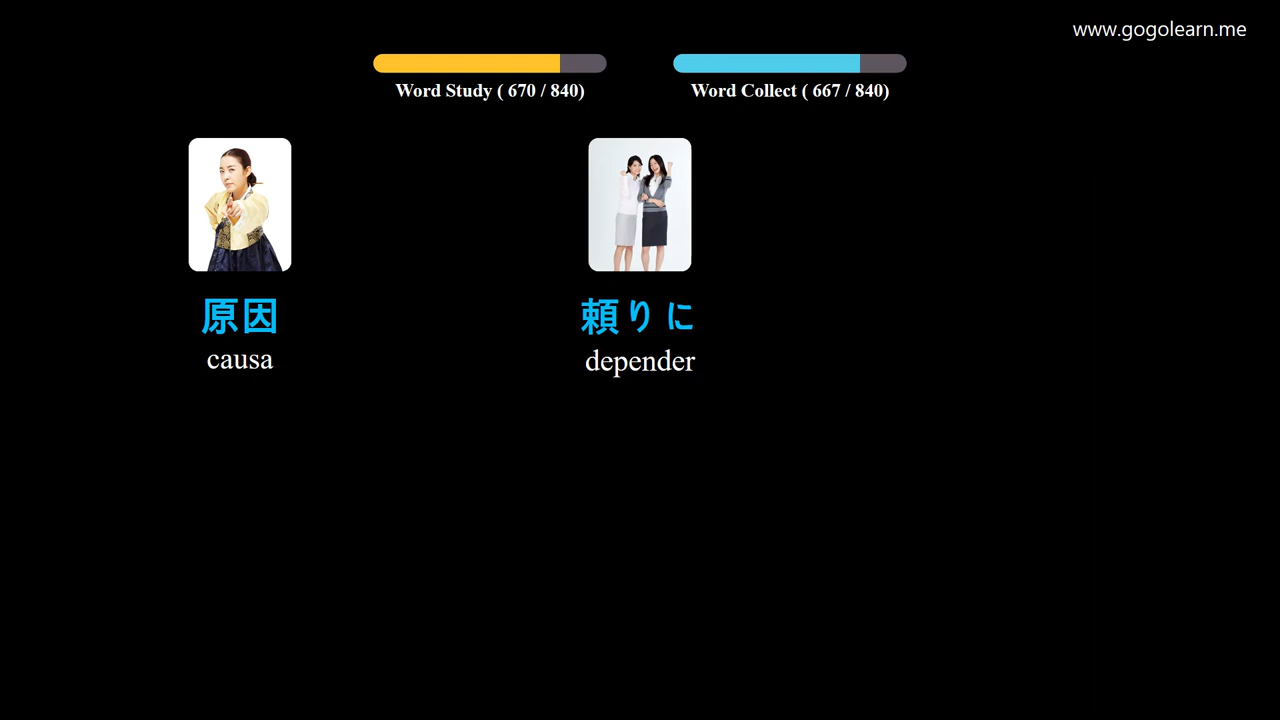 www.gogolearn.me
Word Study ( 670 / 840)
Word Collect ( 667 / 840)
原因
causa
頼りに
depender